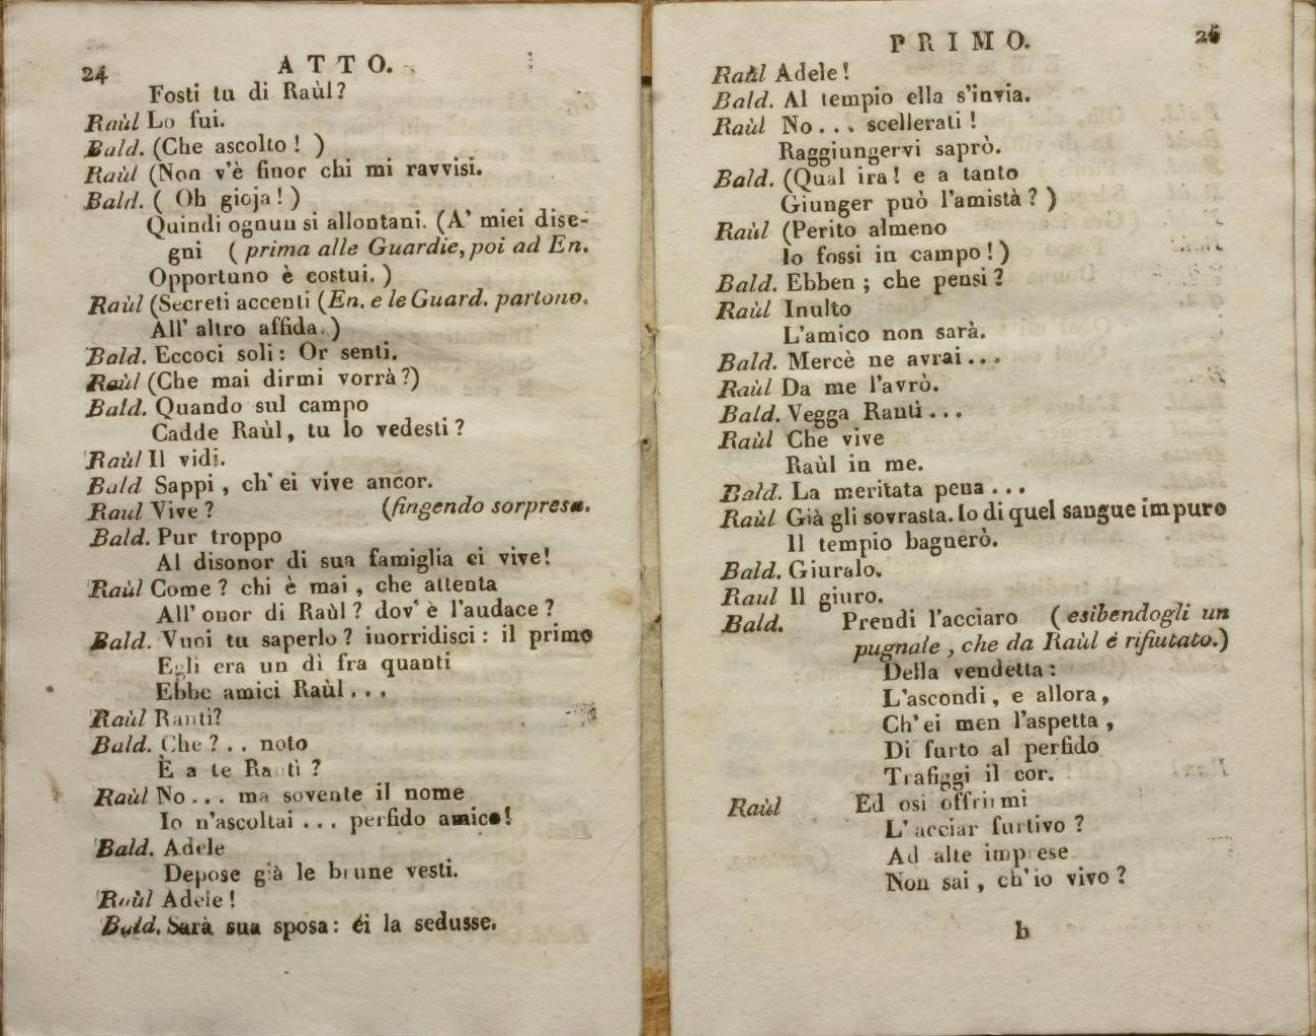 24 ATTO.
Fosti tu di Raùl?
Raùl Lo fui.
Bald. (Che ascolto! )
Raùl (Non v'è finor chi mi ravvisi.
Bald. ( Oh gioja! )
Quindi ognun si allontani. (A' miei dise-
gni ( prima alle Guardie, poi ad En.
Opportuno è costui. )
Raùl (Secreti accenti (En. e le Guard. partono.
All' altro affida.)
Bald. Eccoci soli: Or senti.
Raùl (Che mai dirmi vorrà?)
Bald. Quando sul campo
Cadde Raùl, tu lo vedesti?
Raùl Il vidi.
Bald Sappi, ch' ei vive ancor.
Raul Vive? (fingendo sorpresa.
Bald. Pur troppo
Al disonor di sua famiglia ei vive!
Raùl Come? chi è mai, che attenta
All' onor di Raùl? dov' è l'audace?
Bald. Vuoi tu saperlo? inorridisci: il primo
Egli era un dì fra quanti
Ebbe amici Raùl...
Raùl Rantì?
Bald. Che?.. noto
È a te Rantì?
Raùl No... ma sovente il nome
Io n'ascoltai ... perfido amico!
Bald. Adele
Depose già le brune vesti.
Raùl Adele!
Bald. Sarà sua sposa: éi la sedusse.
PRIMO. 25
Raùl Adele!
Bald. Al tempio ella s'invia.
Raùl No... scellerati!
Raggiungervi saprò.
Bald. (Qual ira! e a tanto
Giunger può l'amistà? )
Raùl (Perito almeno
Io fossi in campo!)
Bald. Ebben; che pensi?
Raùl Inulto
L'amico non sarà.
Bald. Mercè ne avrai...
Raùl Da me l'avrò.
Bald. Vegga Rantì...
Raùl Che vive
Raùl in me.
Bald. La meritata pena...
Raùl Già gli sovrasta. Io di quel sangue impuro
Il tempio bagnerò.
Bald. Giuralo.
Raul Il giuro.
Bald. Prendi l'acciaro ( esibendogli un
pugnale, che da Raùl é rifiutato.)
Della vendetta:
L'ascondi, e allora,
Ch' ei men l'aspetta,
Di furto al perfido
Trafiggi il cor.
Raùl Ed osi offrirmi
L' acciar furtivo?
Ad alte imprese
Non sai, ch' io vivo?
b